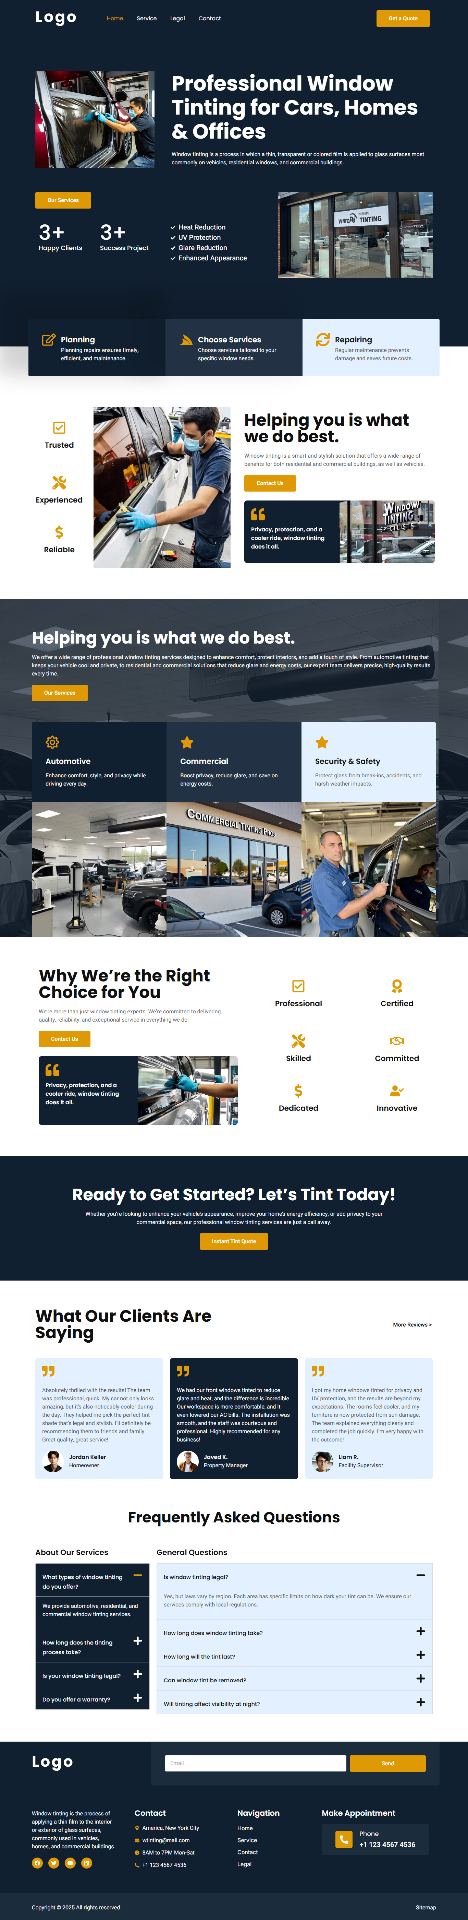 Logo
Home Service Legal Contact
Get a Quote
Professional Window
Tinting for Cars, Homes
& Offices
Window tinting is a process in which a thin, transparent or colored film is applied to glass surfaces most
commonly on vehicles, residential windows, and commercial buildings.
Our Services
3+
Happy Clients
3+
Success Project
Heat Reduction
UV Protection
Glare Reduction
Enhanced Appearance
TINTING
Planning
Planning repairs ensures timely,
efficient, and maintenance.
Choose Services
Choose services tailored to your
specific window needs.
Repairing
Regular maintenance prevents
damage and saves future costs.
Trusted
Experienced
Reliable
Helping you is what
we do best.
Window tinting is a smart and stylish solution that offers a wide range of
benefits for both residential and commercial buildings, as well as vehicles.
Contact Us
Privacy, protection, and a
cooler ride, window tinting
does it all.
WINDOW
TINTING
Helping you is what we do best.
We offer a wide range of professional window tinting services designed to enhance comfort, protect interiors, and add a touch of style. From automotive tinting that
keeps your vehicle cool and private, to residential and commercial solutions that reduce glare and energy costs, our expert team delivers precise, high-quality results
every time.
Our Services
Automotive
Enhance comfort, style, and privacy while
driving every day.
Commercial
Boost privacy, reduce glare, and save on
energy costs.
Security & Safety
Protect glass from break-ins, accidents, and
harsh weather impacts.
COMMERCIAL TINTING
Why We're the Right
Choice for You
We're more than just window tinting experts. We're committed to delivering
quality, reliability, and exceptional service in everything we do.
Contact Us
Privacy, protection, and a
cooler ride, window tinting
does it all.
Professional
Certified
Skilled
Committed
Dedicated
Innovative
Ready to Get Started? Let's Tint Today!
Whether you're looking to enhance your vehicle's appearance, improve your home's energy efficiency, or add privacy to your
commercial space, our professional window tinting services are just a call away.
Instant Tint Quote
What Our Clients Are
Saying
More Reviews >
Absolutely thrilled with the results! The team
was professional, quick. My car not only looks
amazing, but it's also noticeably cooler during
the day. They helped me pick the perfect tint
shade that's legal and stylish. I'll definitely be
recommending them to friends and family.
Great quality, great service!
Jordan Keller
Homeowner
We had our front windows tinted to reduce
glare and heat, and the difference is incredible.
Our workspace is more comfortable, and it
even lowered our AC bills. The installation was
smooth, and the staff was courteous and
professional. Highly recommended for any
business!
Javed K.
Property Manager
I got my home windows tinted for privacy and
UV protection, and the results are beyond my
expectations. The rooms feel cooler, and my
furniture is now protected from sun damage.
The team explained everything clearly and
completed the job quickly. I'm very happy with
the outcome!
Liam R.
Facility Supervisor
Frequently Asked Questions
About Our Services
What types of window tinting
do you offer?
We provide automotive, residential, and
commercial window tinting services.
How long does the tinting
process take?
Is your window tinting legal?
Do you offer a warranty?
General Questions
Is window tinting legal?
Yes, but laws vary by region. Each area has specific limits on how dark your tint can be. We ensure our
services comply with local regulations.
How long does window tinting take?
How long will the tint last?
Can window tint be removed?
Will tinting affect visibility at night?
Logo
Email
Send
Window tinting is the process of
applying a thin film to the interior
or exterior of glass surfaces,
commonly used in vehicles,
homes, and commercial buildings.
Contact
America, New York City
wtinting@mail.com
8AM to 7PM Mon-Sat
+1 123 4567 4536
Navigation
Home
Service
Contact
Legal
Make Appointment
Phone
+1 123 4567 4536
Copyright © 2025 All rights reserved
Sitemap